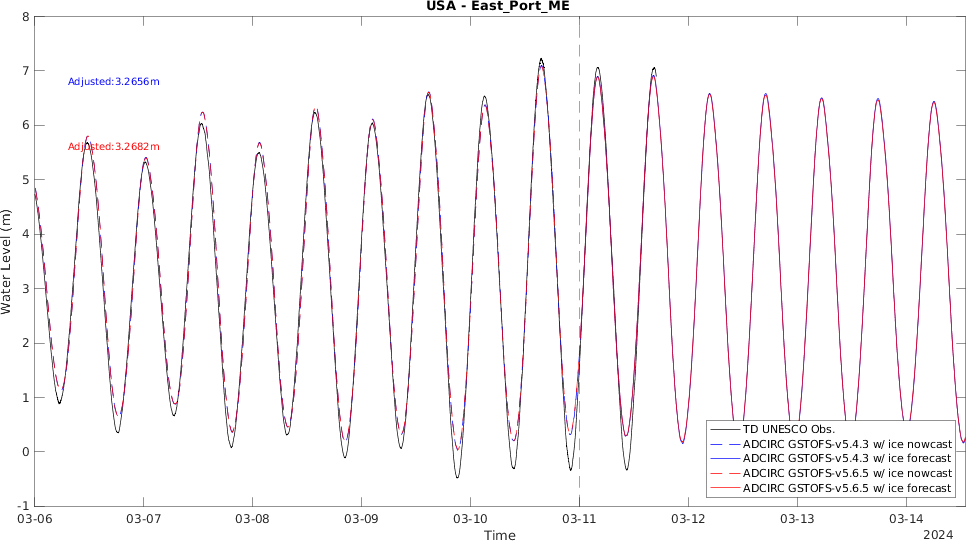 USA - East_Port_ME
8
7
6
5
4
3
2
1
0
-1
Water Level (m)
Adjusted:3.2656m
Adjusted:3.2682m
TD UNESCO Obs.
ADCIRC GSTOFS-v5.4.3 w/ ice nowcast
ADCIRC GSTOFS-v5.4.3 w/ ice forecast
ADCIRC GSTOFS-v5.6.5 w/ ice nowcast
ADCIRC GSTOFS-v5.6.5 w/ ice forecast
03-06 03-07 03-08 03-09 03-10 03-11 03-12 03-13 03-14
Time
2024